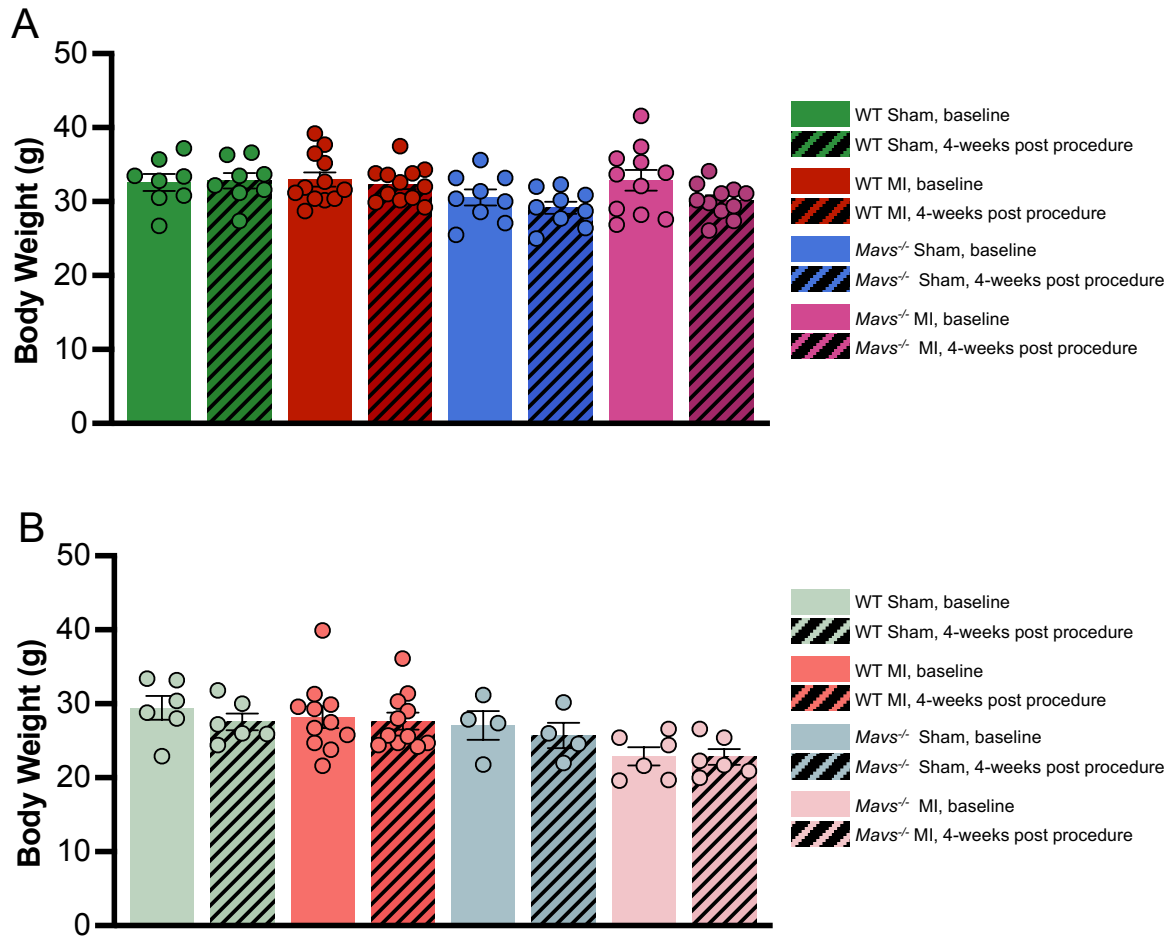 A
50
40
30
20
10
0
Body Weight (g)
WT Sham, baseline
WT Sham, 4-weeks post procedure
WT MI, baseline
WT MI, 4-weeks post procedure
Mavs-/- Sham, baseline
Mavs-/- Sham, 4-weeks post procedure
Mavs-/- MI, baseline
Mavs-/- MI, 4-weeks post procedure
B
50
40
30
20
10
0
Body Weight (g)
WT Sham, baseline
WT Sham, 4-weeks post procedure
WT MI, baseline
WT MI, 4-weeks post procedure
Mavs-/- Sham, baseline
Mavs-/- Sham, 4-weeks post procedure
Mavs-/- MI, baseline
Mavs-/- MI, 4-weeks post procedure